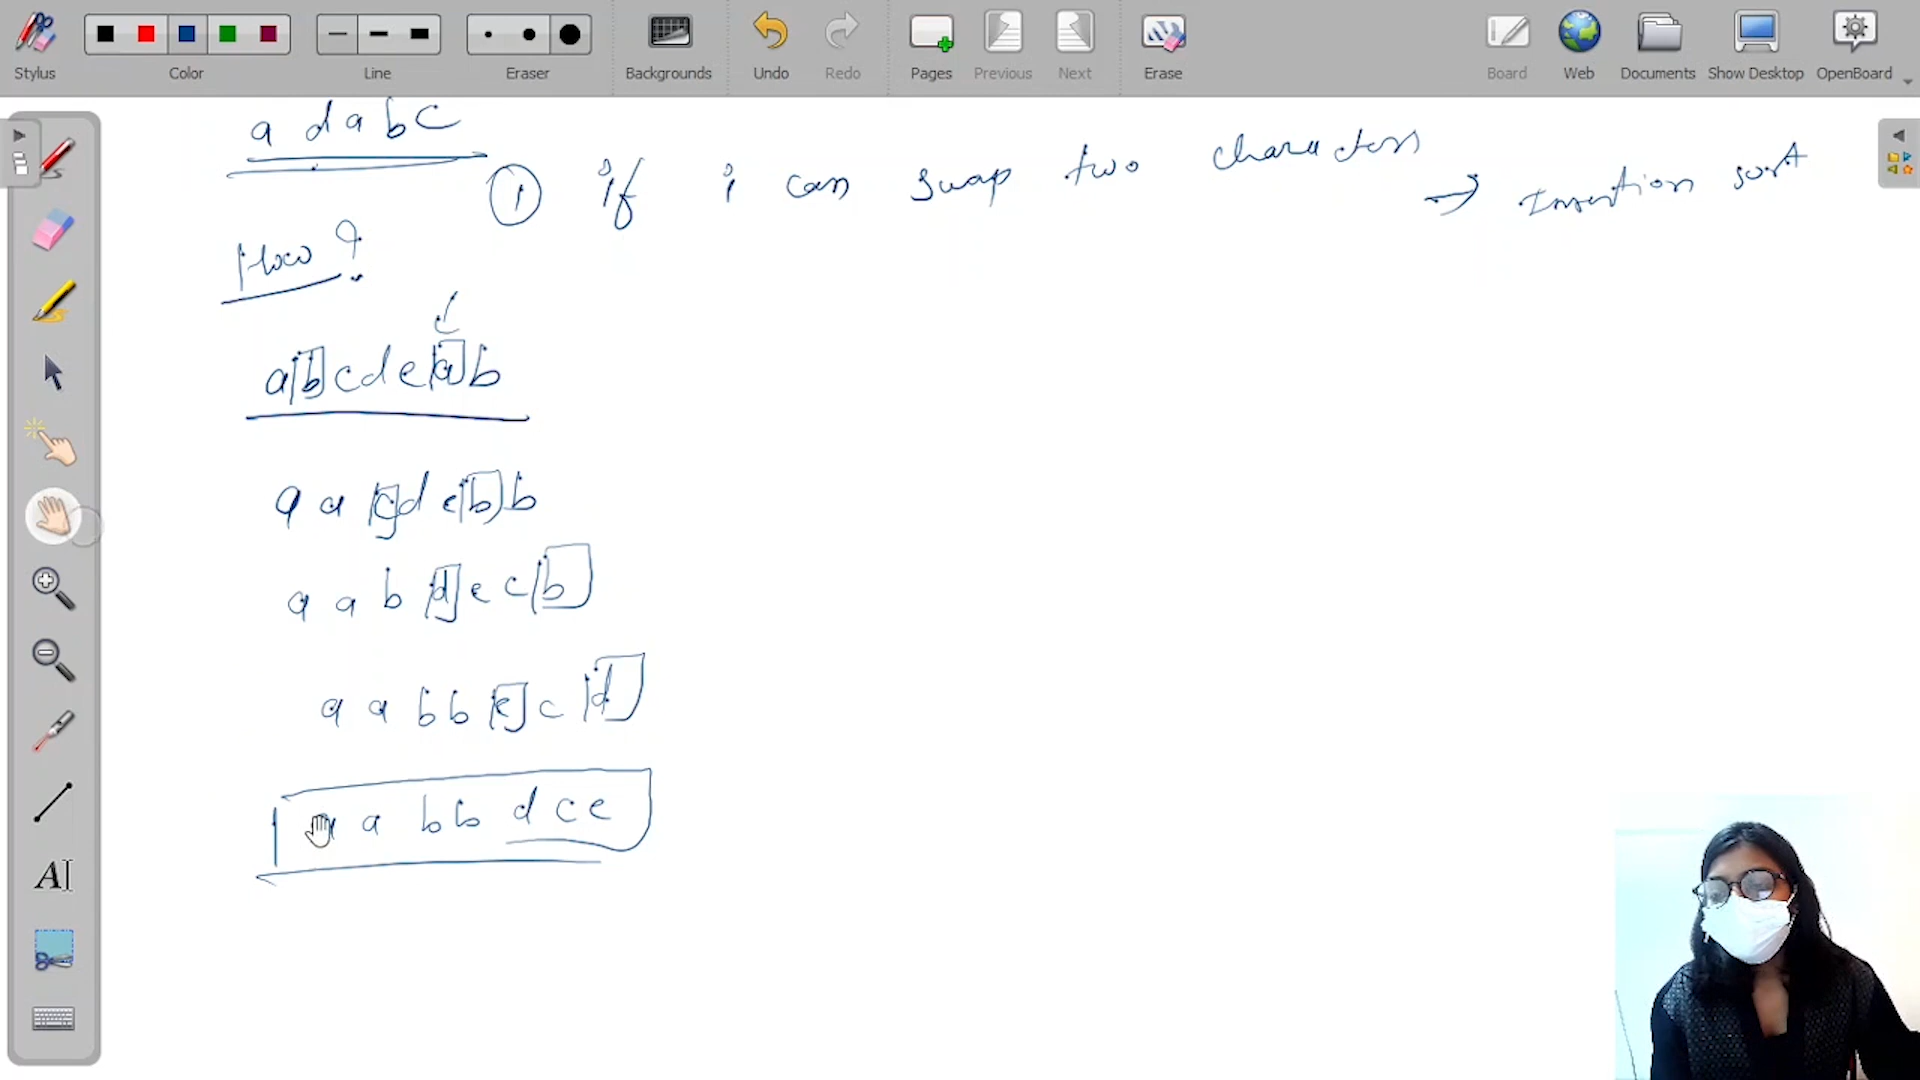 Stylus
Color
Line
Eraser
Backgrounds
Undo
Redo
Pages
Previous
Next
Erase
Board
Web
Documents
Show Desktop
OpenBoard
a d a b c
① if i can swap two characters → Insertion sort
How ?
a b c d e a b
a a c d e b b
a a b d e c b
a a b b e c d
a a b b d c e
A